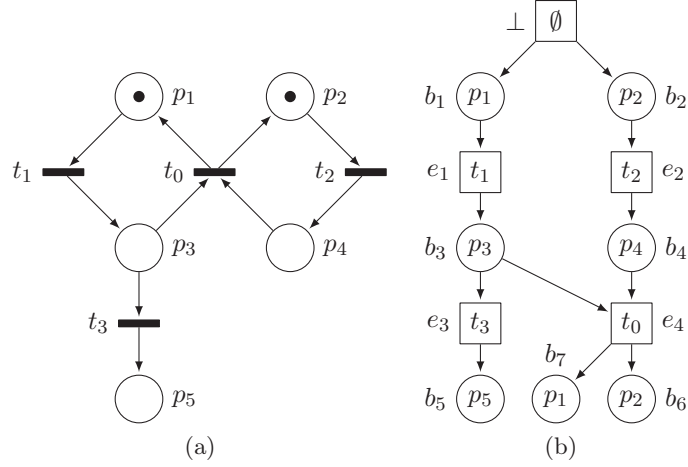 ⊥ ∅
p₁ p₂ b₁ p₁ p₂ b₂
t₁ t₀ t₂ e₁ t₁ t₂ e₂
p₃ p₄ b₃ p₃ p₄ b₄
t₃ e₃ t₃ t₀ e₄
b₇
p₅ b₅ p₅ p₁ p₂ b₆
(a) (b)